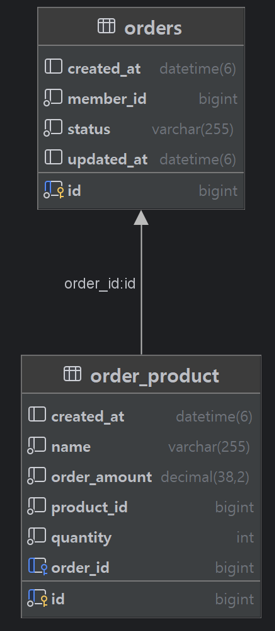 orders
created_at datetime(6)
member_id bigint
status varchar(255)
updated_at datetime(6)
id bigint
order_id:id
order_product
created_at datetime(6)
name varchar(255)
order_amount decimal(38,2)
product_id bigint
quantity int
order_id bigint
id bigint